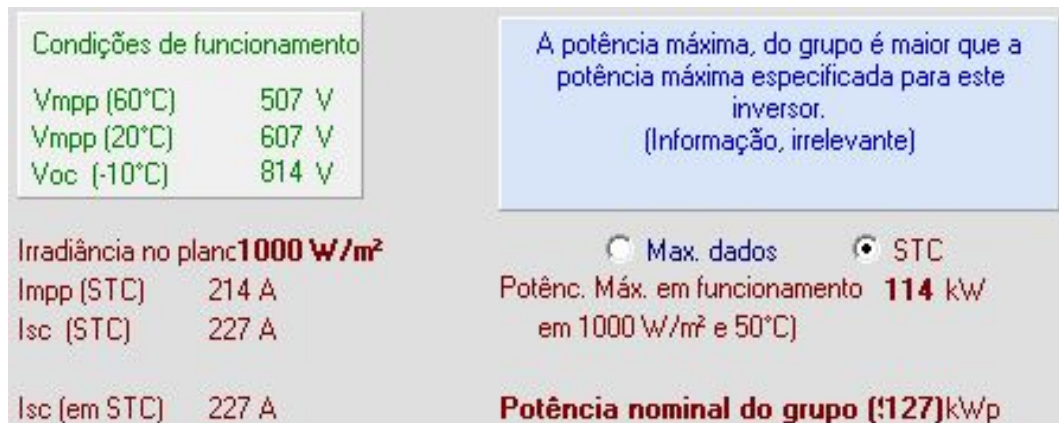 Condições de funcionamento
Vmpp (60°C) 507 V
Vmpp (20°C) 607 V
Voc (-10°C) 814 V
A potência máxima, do grupo é maior que a
potência máxima especificada para este
inversor.
(Informação, irrelevante)
Irradiância no planc1000 W/m²
Impp (STC) 214 A
Isc (STC) 227 A
Isc (em STC) 227 A
Max. dados STC
Potênc. Máx. em funcionamento 114 kW
em 1000 W/m² e 50°C)
Potência nominal do grupo (127)kWp